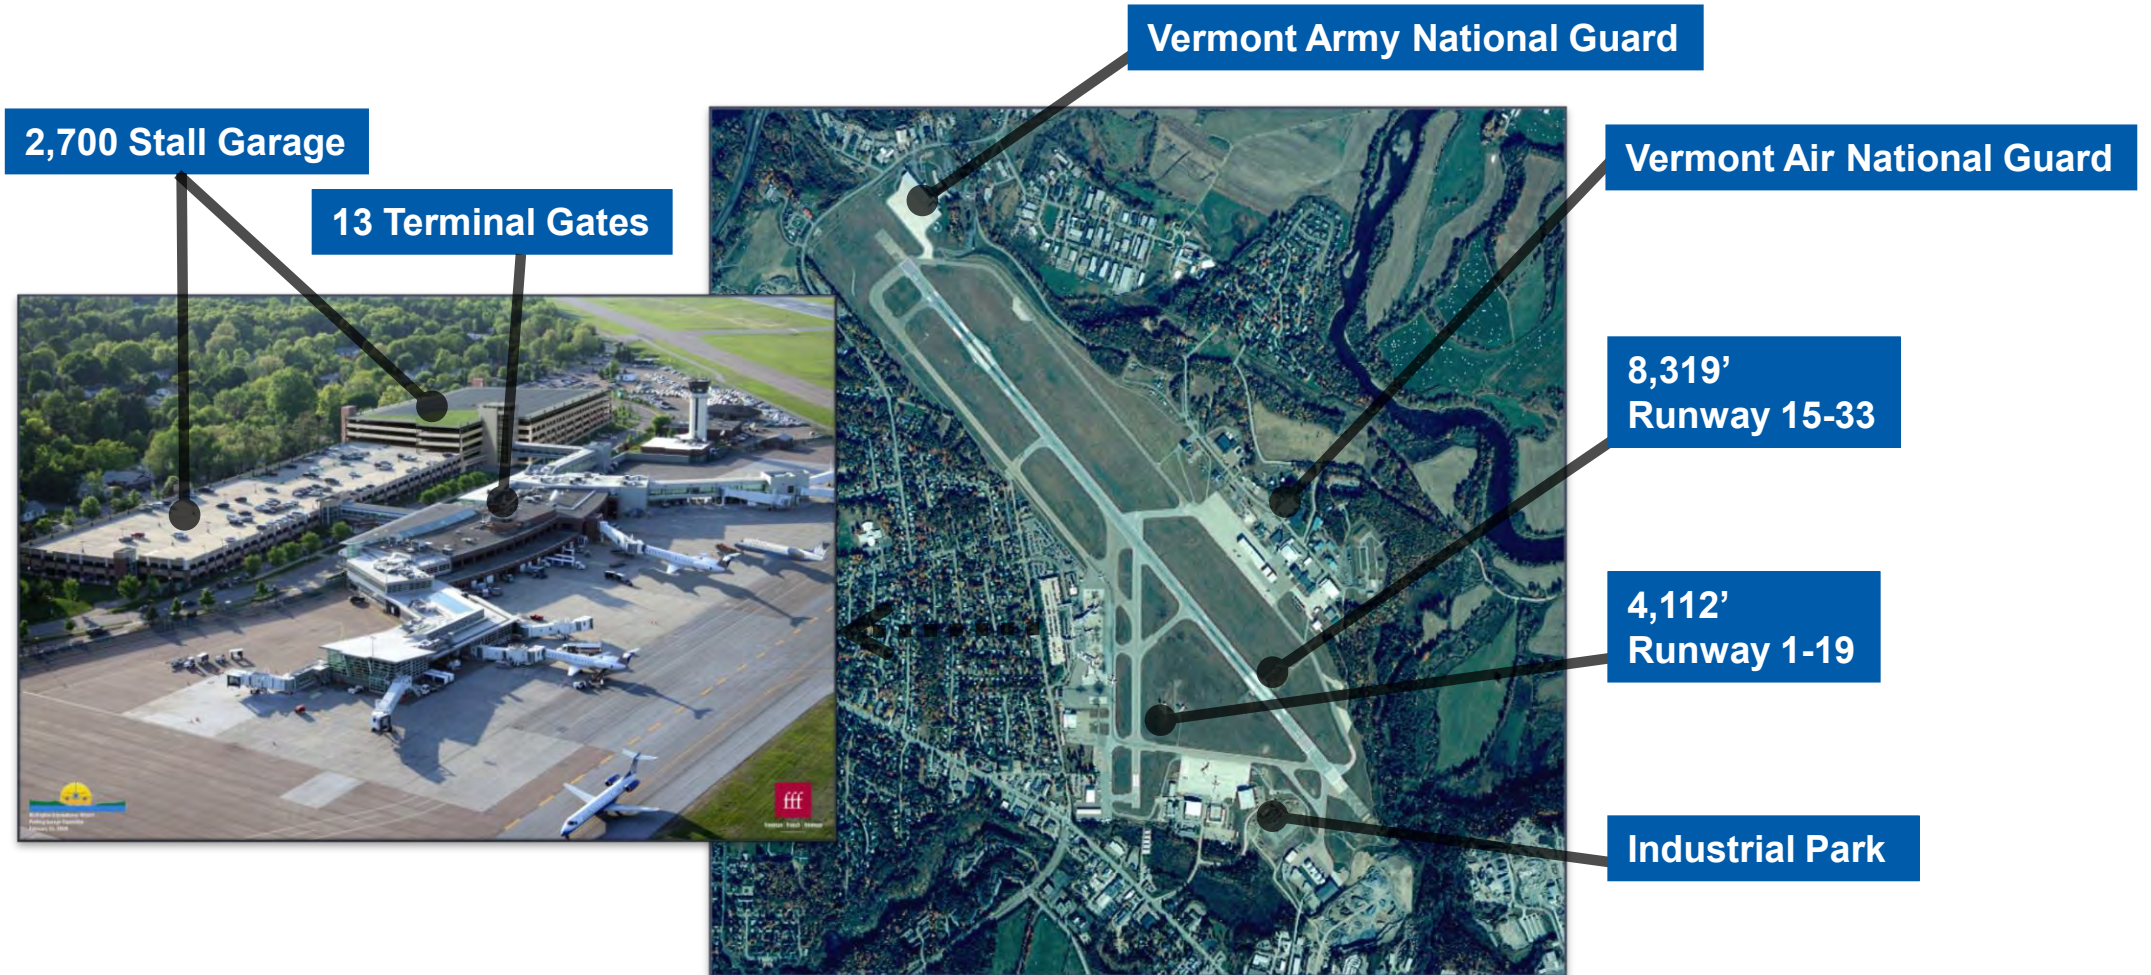 Vermont Army National Guard
2,700 Stall Garage
Vermont Air National Guard
13 Terminal Gates
8,319’
Runway 15-33
4,112’
Runway 1-19
Industrial Park
fff